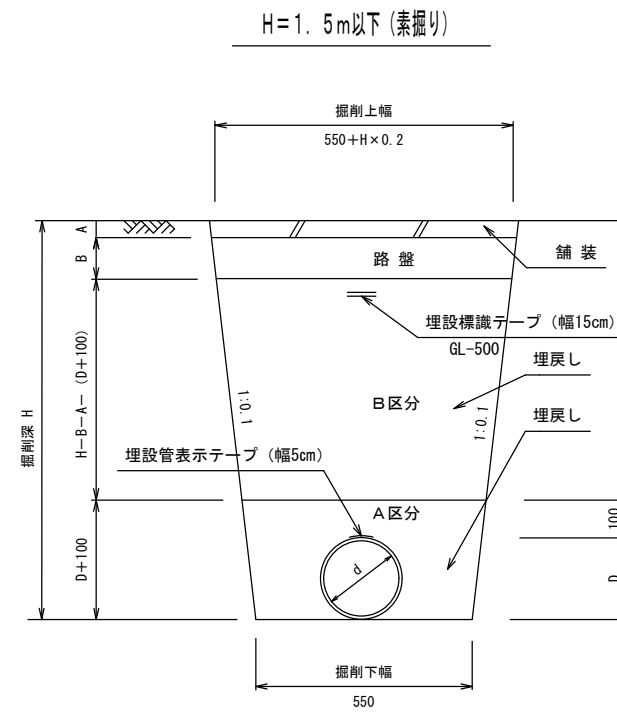 H=1.5m以下(素掘り)
掘削上幅
550+H×0.2
A
B
舗装
路盤
埋設標識テープ(幅15cm)
GL-500
埋戻し
H-B-A-(D+100)
掘削深 H
1:0.1
B区分
1:0.1
埋戻し
埋設管表示テープ(幅5cm)
A区分
100
D+100
d
D
掘削下幅
550